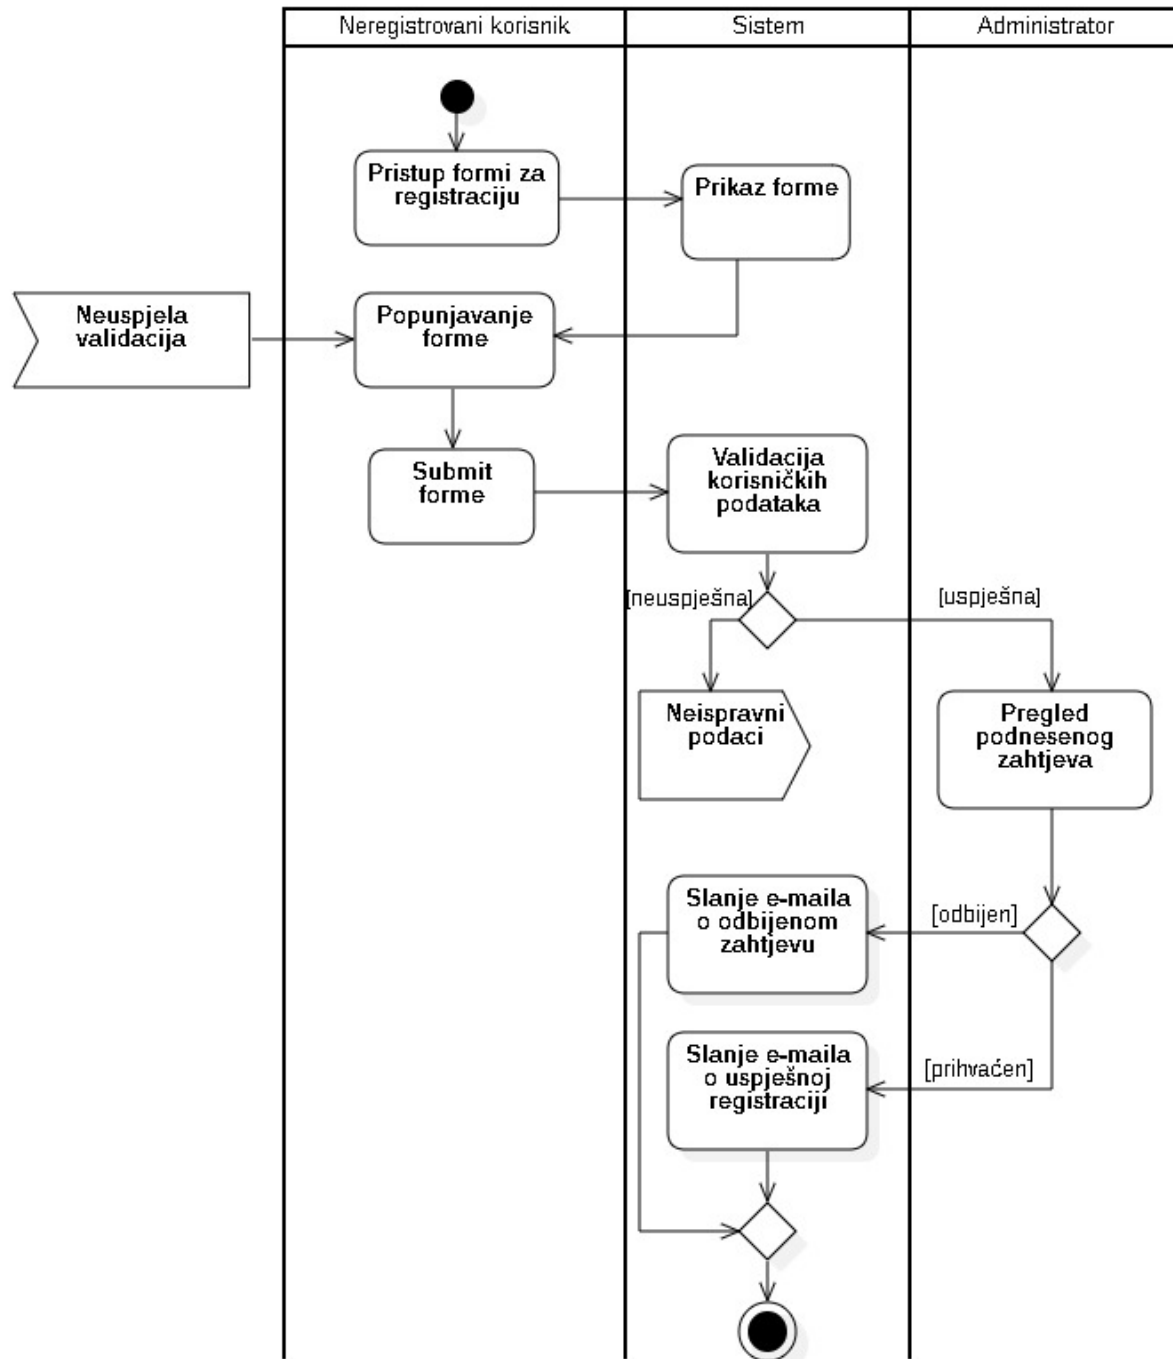 Neregistrovani korisnik
Sistem
Administrator
Pristup formi za
registraciju
Prikaz forme
Neuspjela
validacija
Popunjavanje
forme
Submit
forme
Validacija
korisničkih
podataka
[neuspješna]
[uspješna]
Neispravni
podaci
Pregled
podnesenog
zahtjeva
Slanje e-maila
o odbijenom
zahtjevu
[odbijen]
Slanje e-maila
o uspješnoj
registraciji
[prihvaćen]